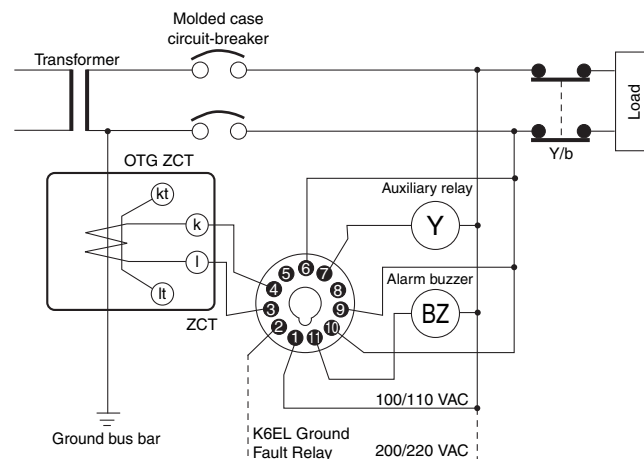 Molded case
circuit-breaker
Transformer
Load
Y/b
OTG ZCT
kt
k
l
lt
ZCT
Auxiliary relay
Y
Alarm buzzer
BZ
6
5
7
4
8
3
9
2
10
1
11
100/110 VAC
Ground bus bar
K6EL Ground
Fault Relay
200/220 VAC